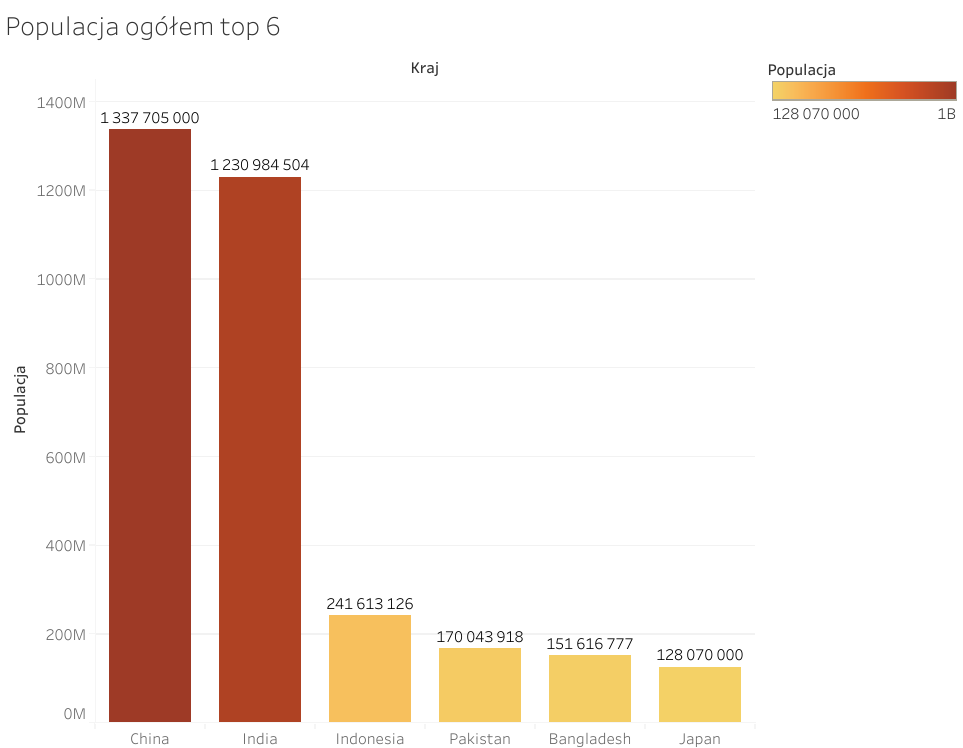 Populacja ogółem top 6
Kraj
Populacja
128 070 000 1B
1400M
1200M
1000M
800M
600M
400M
200M
0M
Populacja
1 337 705 000
1 230 984 504
241 613 126
170 043 918
151 616 777
128 070 000
China India Indonesia Pakistan Bangladesh Japan